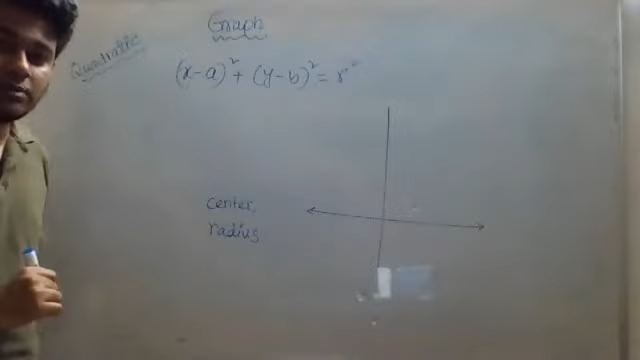 Graph
Quadratic
(x-a)² + (y-b)² = r²
center,
radius